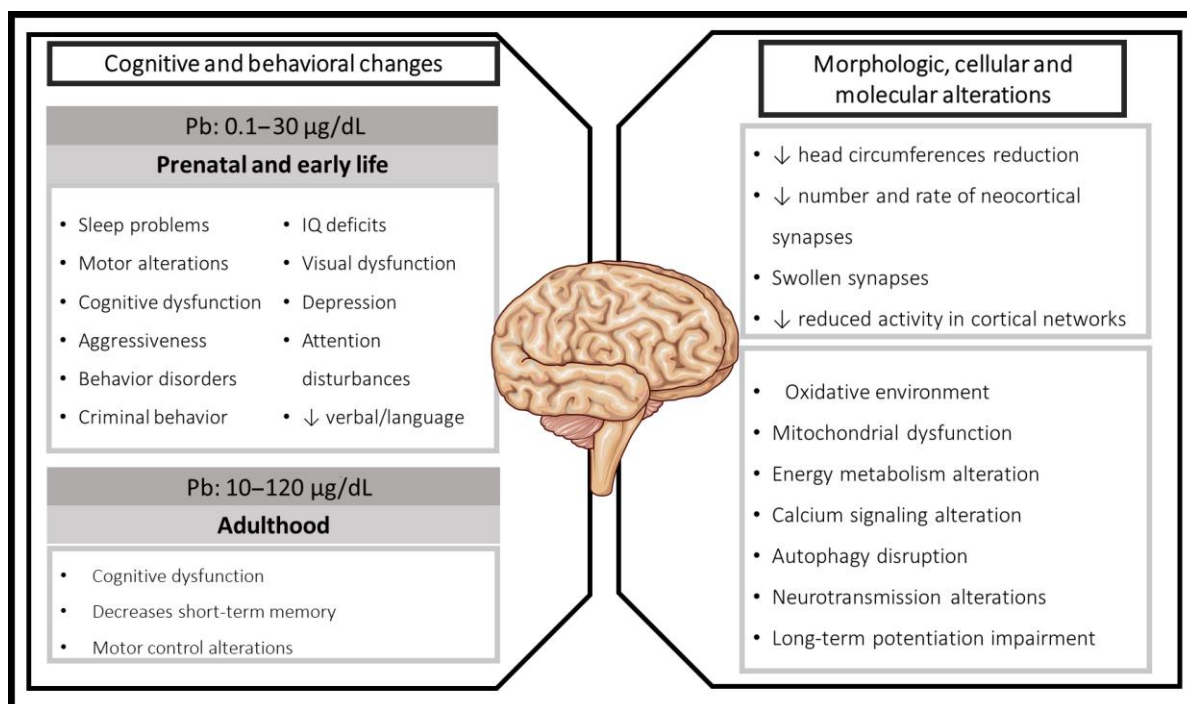 Cognitive and behavioral changes
Pb: 0.1–30 µg/dL
Prenatal and early life
• Sleep problems
• Motor alterations
• Cognitive dysfunction
• Aggressiveness
• Behavior disorders
• Criminal behavior
• IQ deficits
• Visual dysfunction
• Depression
• Attention
disturbances
• ↓ verbal/language
Pb: 10–120 µg/dL
Adulthood
• Cognitive dysfunction
• Decreases short-term memory
• Motor control alterations
Morphologic, cellular and
molecular alterations
• ↓ head circumferences reduction
• ↓ number and rate of neocortical
synapses
• Swollen synapses
• ↓ reduced activity in cortical networks
• Oxidative environment
• Mitochondrial dysfunction
• Energy metabolism alteration
• Calcium signaling alteration
• Autophagy disruption
• Neurotransmission alterations
• Long-term potentiation impairment